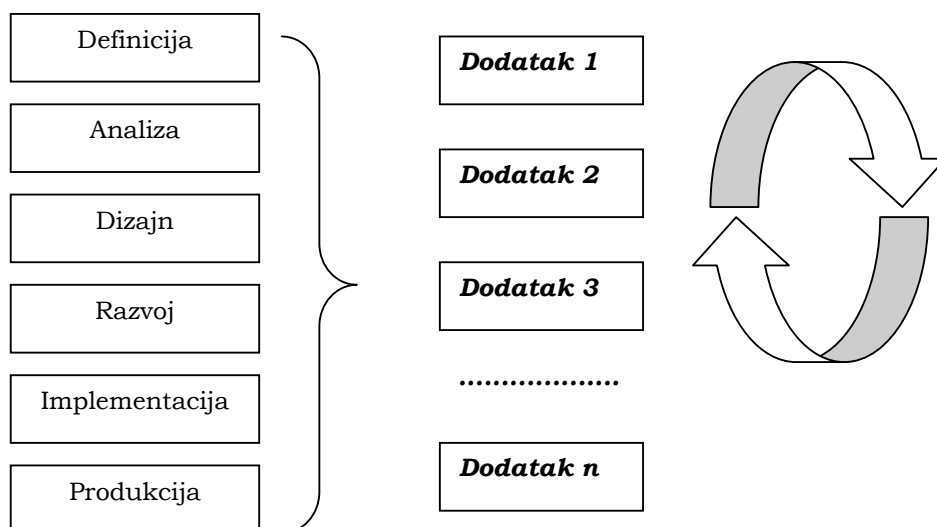 Definicija
Analiza
Dizajn
Razvoj
Implementacija
Produkcija
Dodatak 1
Dodatak 2
Dodatak 3
...................
Dodatak n